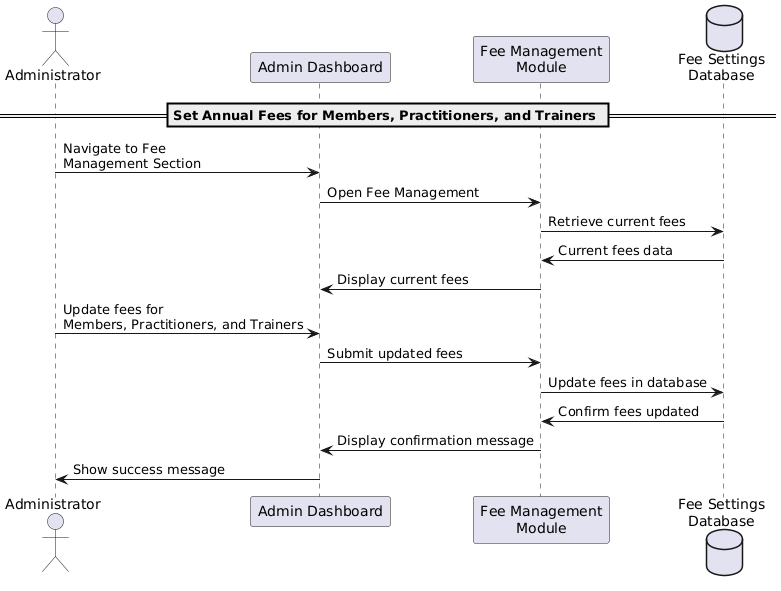 Administrator
Admin Dashboard
Fee Management
Module
Fee Settings
Database
Set Annual Fees for Members, Practitioners, and Trainers
Navigate to Fee
Management Section
Open Fee Management
Retrieve current fees
Current fees data
Display current fees
Update fees for
Members, Practitioners, and Trainers
Submit updated fees
Update fees in database
Confirm fees updated
Display confirmation message
Show success message
Administrator
Admin Dashboard
Fee Management
Module
Fee Settings
Database